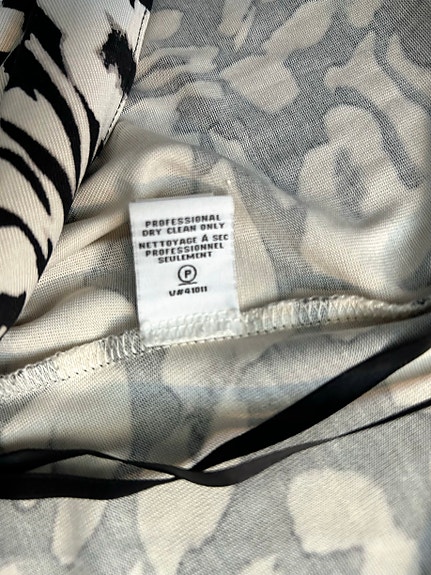 PROFESSIONAL
DRY CLEAN ONLY
NETTOYAGE À SEC
PROFESSIONNEL
SEULEMENT
P
V#41011